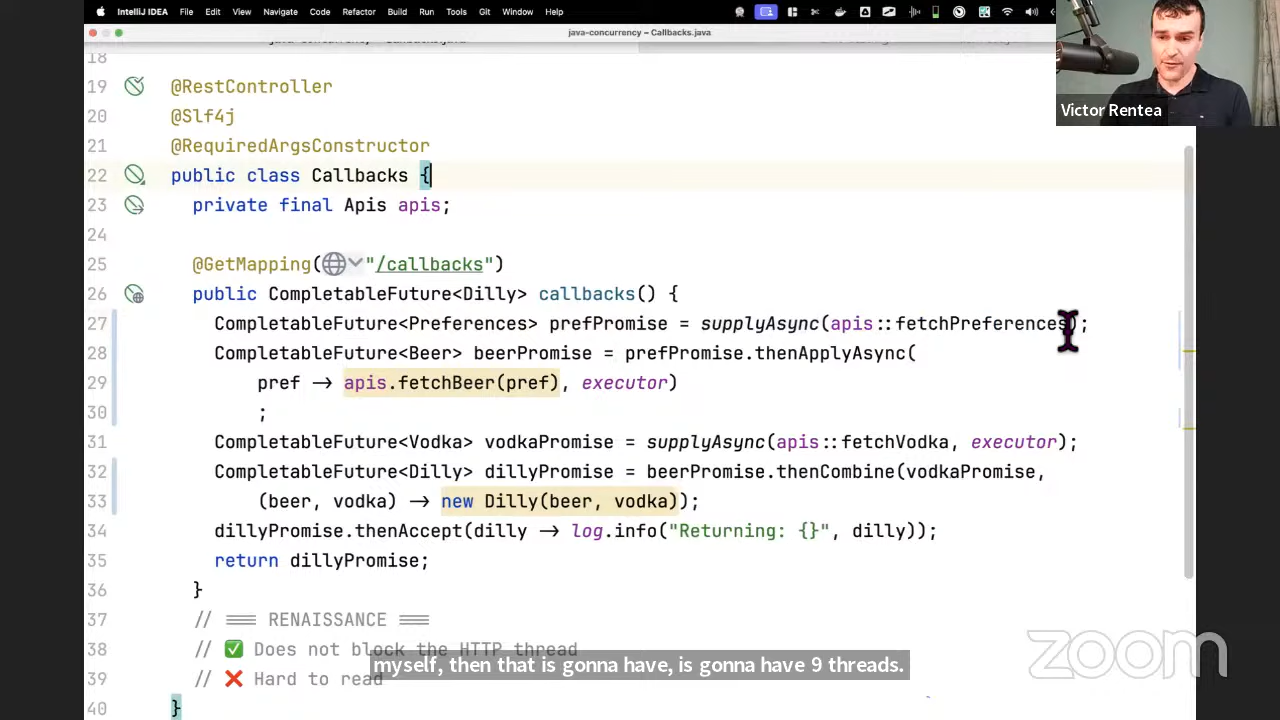 IntelliJ IDEA File Edit View Navigate Code Refactor Build Run Tools Git Window Help
java-concurrency – Callbacks.java
Victor Rentea
18
19 @RestController
20 @Slf4j
21 @RequiredArgsConstructor
22 public class Callbacks {
23 private final Apis apis;
24
25 @GetMapping("/callbacks")
26 public CompletableFuture<Dilly> callbacks() {
27 CompletableFuture<Preferences> prefPromise = supplyAsync(apis::fetchPreferences);
28 CompletableFuture<Beer> beerPromise = prefPromise.thenApplyAsync(
29 pref → apis.fetchBeer(pref), executor)
30 ;
31 CompletableFuture<Vodka> vodkaPromise = supplyAsync(apis::fetchVodka, executor);
32 CompletableFuture<Dilly> dillyPromise = beerPromise.thenCombine(vodkaPromise,
33 (beer, vodka) → new Dilly(beer, vodka));
34 dillyPromise.thenAccept(dilly → log.info("Returning: {}", dilly));
35 return dillyPromise;
36 }
37 // === RENAISSANCE ===
38 // ✅ Does not block the HTTP thread
myself, then that is gonna have, is gonna have 9 threads.
39 // ❌ Hard to read
40 }
zoom